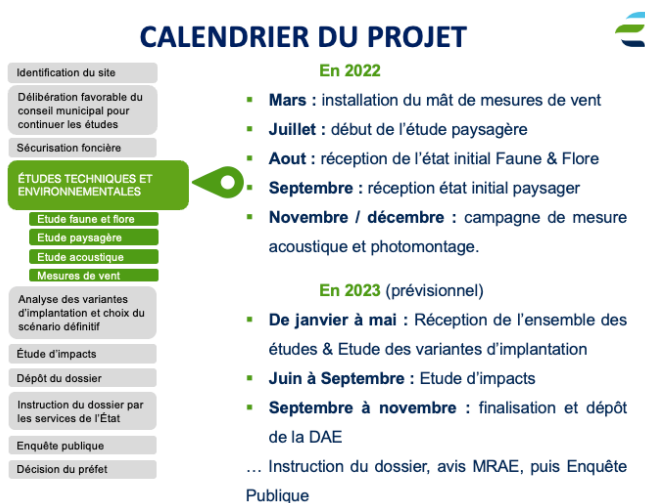 CALENDRIER DU PROJET
Identification du site
Délibération favorable du
conseil municipal pour
continuer les études
Sécurisation foncière
ÉTUDES TECHNIQUES ET
ENVIRONNEMENTALES
Etude faune et flore
Etude paysagère
Etude acoustique
Mesures de vent
Analyse des variantes
d'implantation et choix du
scénario définitif
Étude d'impacts
Dépôt du dossier
Instruction du dossier par
les services de l'État
Enquête publique
Décision du préfet
En 2022
▪ Mars : installation du mât de mesures de vent
▪ Juillet : début de l'étude paysagère
▪ Aout : réception de l'état initial Faune & Flore
▪ Septembre : réception état initial paysager
▪ Novembre / décembre : campagne de mesure
acoustique et photomontage.
En 2023 (prévisionnel)
▪ De janvier à mai : Réception de l'ensemble des
études & Etude des variantes d'implantation
▪ Juin à Septembre : Etude d'impacts
▪ Septembre à novembre : finalisation et dépôt
de la DAE
… Instruction du dossier, avis MRAE, puis Enquête
Publique